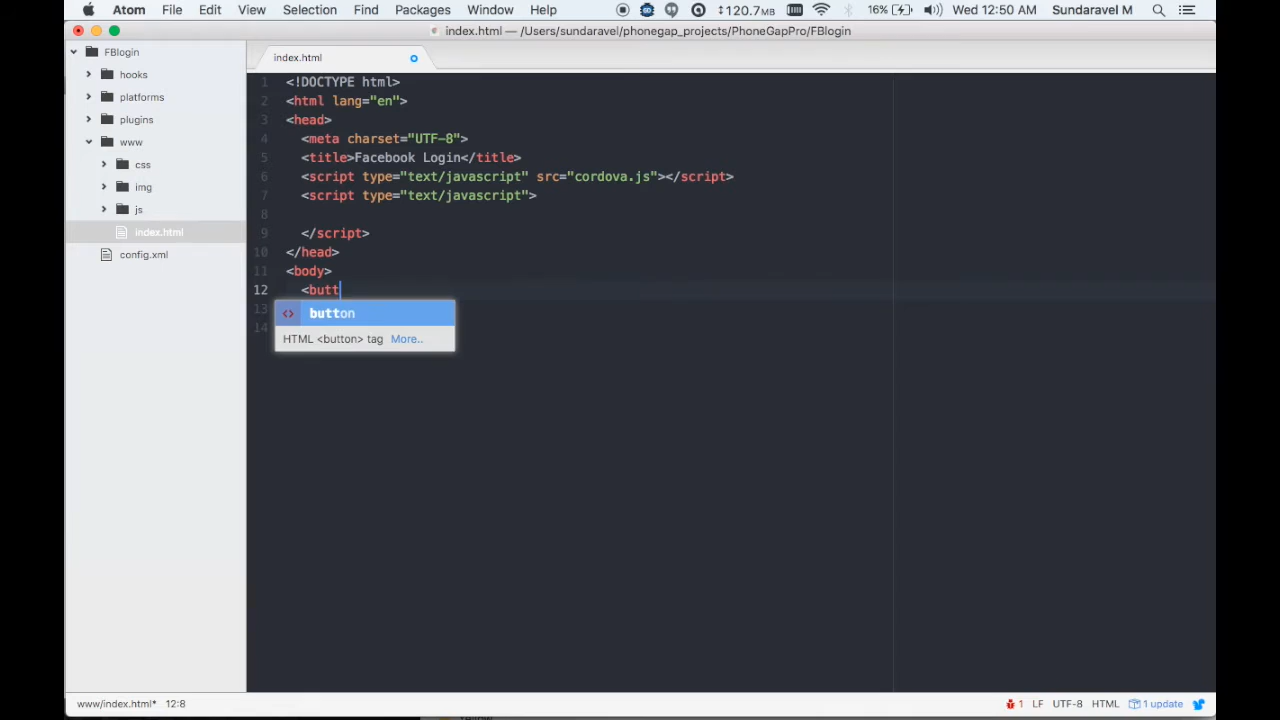 Atom File Edit View Selection Find Packages Window Help 120.7MB 16% Wed 12:50 AM Sundaravel M
index.html — /Users/sundaravel/phonegap_projects/PhoneGapPro/FBlogin
FBlogin
hooks
platforms
plugins
www
css
img
js
index.html
config.xml
index.html
1 <!DOCTYPE html>
2 <html lang="en">
3 <head>
4 <meta charset="UTF-8">
5 <title>Facebook Login</title>
6 <script type="text/javascript" src="cordova.js"></script>
7 <script type="text/javascript">
8
9 </script>
10 </head>
11 <body>
12 <butt
13
14
<> button
HTML <button> tag More..
www/index.html* 12:8
1 LF UTF-8 HTML 1 update